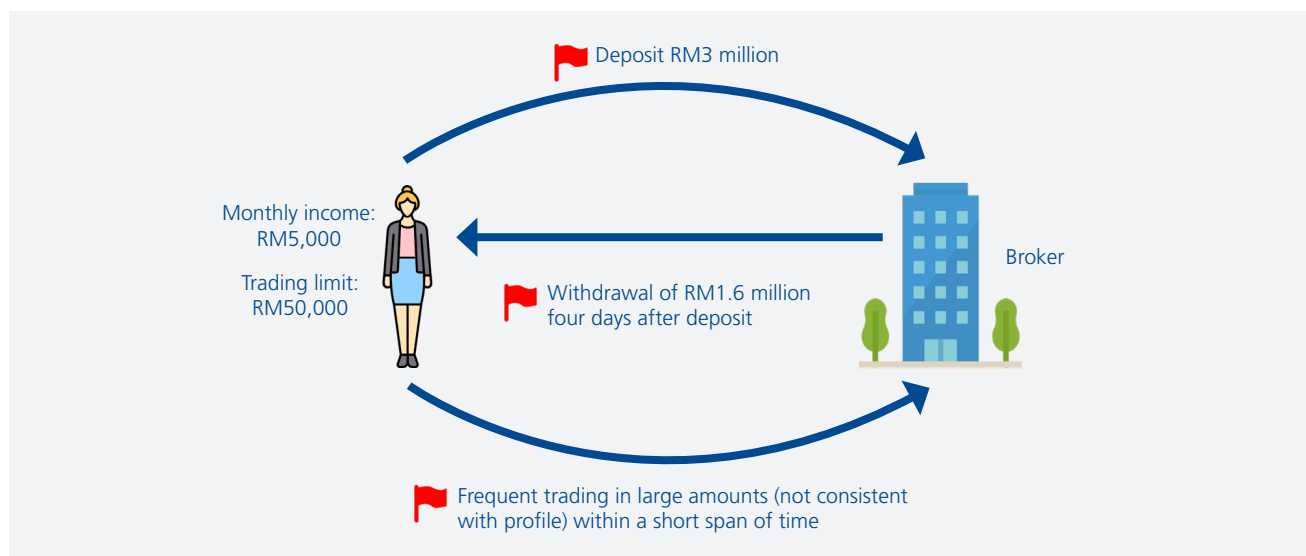 Deposit RM3 million
Monthly income:
RM5,000
Trading limit:
RM50,000
Broker
Withdrawal of RM1.6 million
four days after deposit
Frequent trading in large amounts (not consistent
with profile) within a short span of time